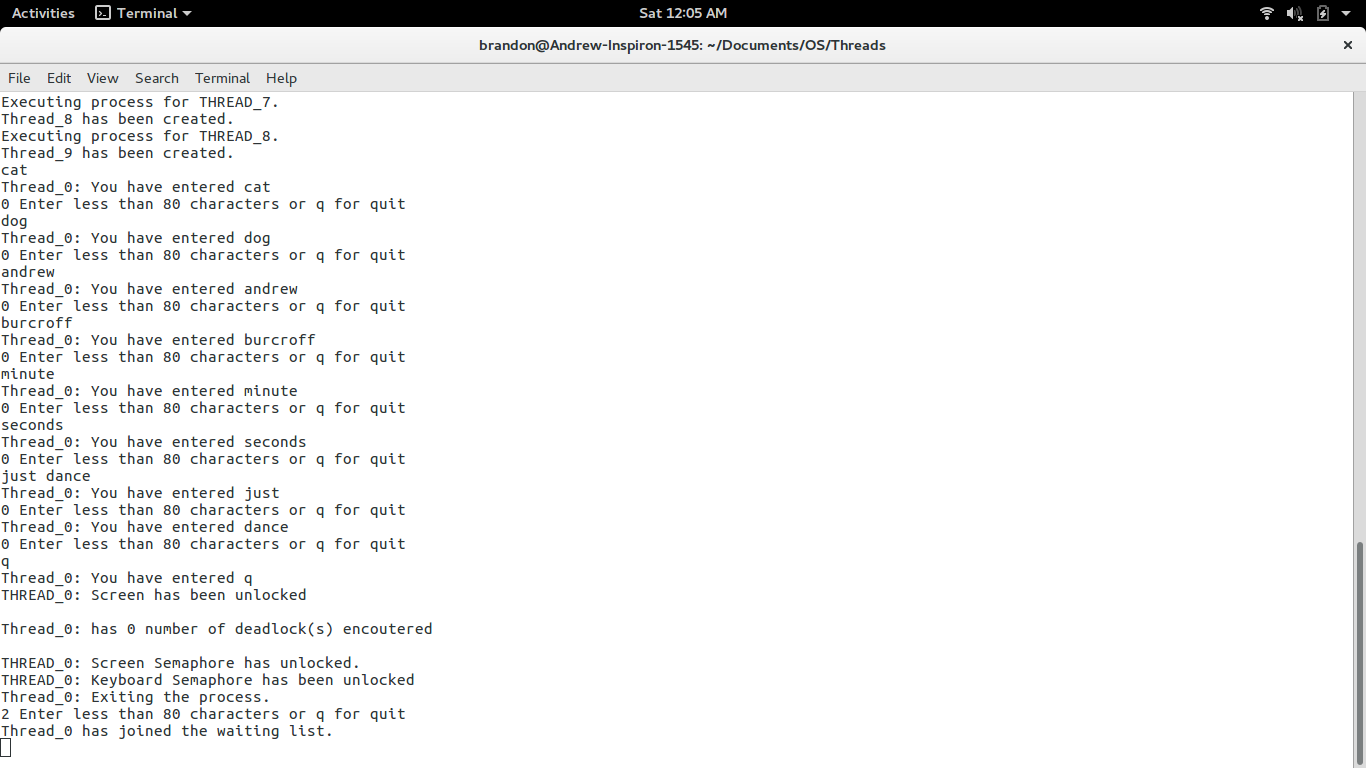 Activities Terminal Sat 12:05 AM
brandon@Andrew-Inspiron-1545: ~/Documents/OS/Threads ×
File Edit View Search Terminal Help
Executing process for THREAD_7.
Thread_8 has been created.
Executing process for THREAD_8.
Thread_9 has been created.
cat
Thread_0: You have entered cat
0 Enter less than 80 characters or q for quit
dog
Thread_0: You have entered dog
0 Enter less than 80 characters or q for quit
andrew
Thread_0: You have entered andrew
0 Enter less than 80 characters or q for quit
burcroff
Thread_0: You have entered burcroff
0 Enter less than 80 characters or q for quit
minute
Thread_0: You have entered minute
0 Enter less than 80 characters or q for quit
seconds
Thread_0: You have entered seconds
0 Enter less than 80 characters or q for quit
just dance
Thread_0: You have entered just
0 Enter less than 80 characters or q for quit
Thread_0: You have entered dance
0 Enter less than 80 characters or q for quit
q
Thread_0: You have entered q
THREAD_0: Screen has been unlocked
Thread_0: has 0 number of deadlock(s) encoutered
THREAD_0: Screen Semaphore has unlocked.
THREAD_0: Keyboard Semaphore has been unlocked
Thread_0: Exiting the process.
2 Enter less than 80 characters or q for quit
Thread_0 has joined the waiting list.